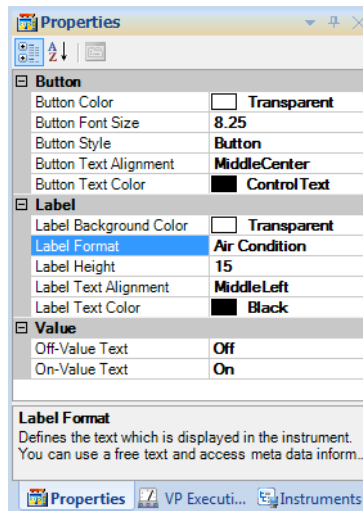 Properties
Button
Button Color Transparent
Button Font Size 8.25
Button Style Button
Button Text Alignment MiddleCenter
Button Text Color ControlText
Label
Label Background Color Transparent
Label Format Air Condition
Label Height 15
Label Text Alignment MiddleLeft
Label Text Color Black
Value
Off-Value Text Off
On-Value Text On
Label Format
Defines the text which is displayed in the instrument.
You can use a free text and access meta data inform...
Properties VP Executi... Instruments